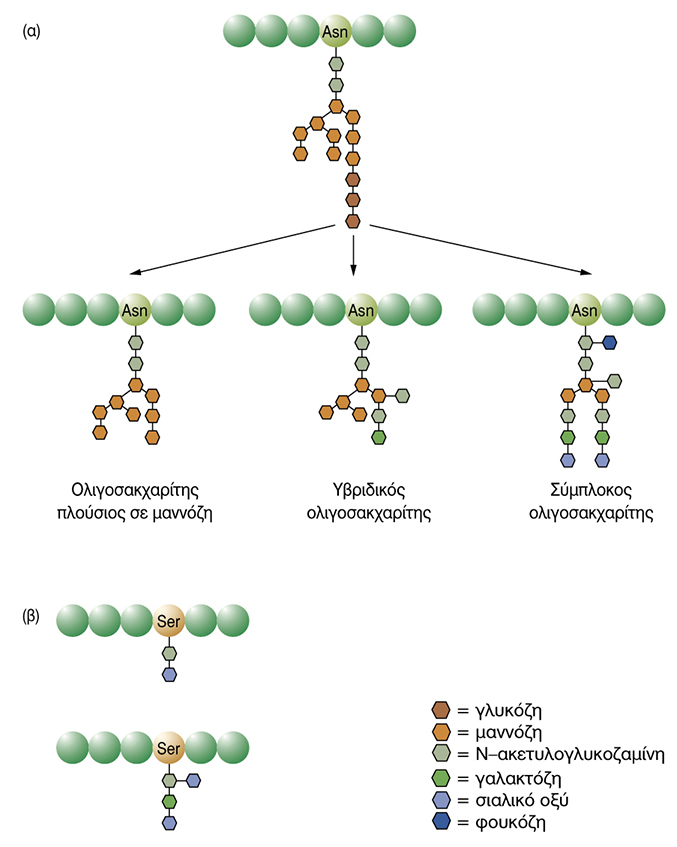 (α)
Asn
Asn
Asn
Asn
Ολιγοσακχαρίτης
πλούσιος σε μαννόζη
Υβριδικός
ολιγοσακχαρίτης
Σύμπλοκος
ολιγοσακχαρίτης
(β)
Ser
Ser
= γλυκόζη
= μαννόζη
= Ν–ακετυλογλυκοζαμίνη
= γαλακτόζη
= σιαλικό οξύ
= φουκόζη